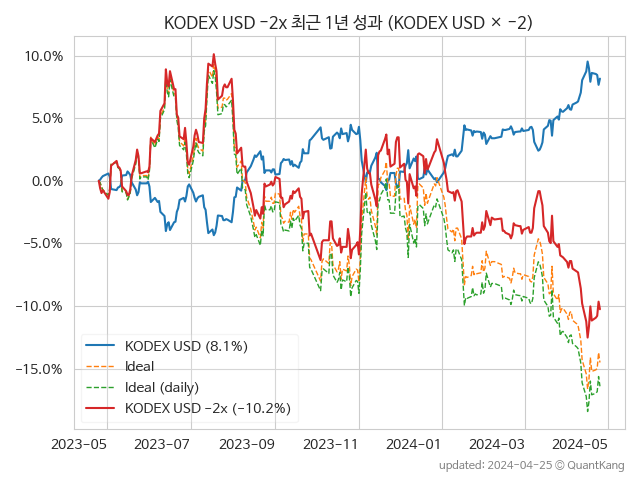 KODEX USD −2x 최근 1년 성과 (KODEX USD × −2)
10.0%
5.0%
0.0%
−5.0%
−10.0%
−15.0%
KODEX USD (8.1%)
Ideal
Ideal (daily)
KODEX USD −2x (−10.2%)
2023-05 2023-07 2023-09 2023-11 2024-01 2024-03 2024-05
updated: 2024-04-25 © QuantKang